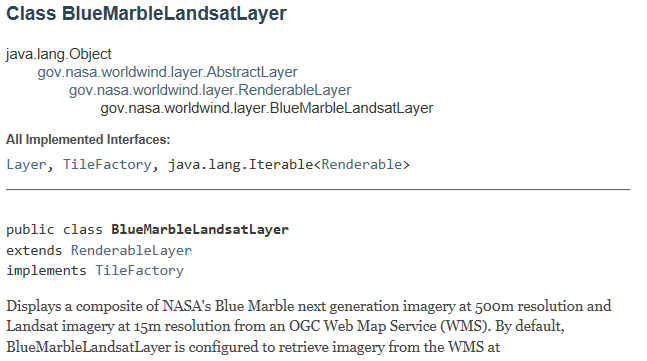 Class BlueMarbleLandsatLayer
java.lang.Object
gov.nasa.worldwind.layer.AbstractLayer
gov.nasa.worldwind.layer.RenderableLayer
gov.nasa.worldwind.layer.BlueMarbleLandsatLayer
All Implemented Interfaces:
Layer, TileFactory, java.lang.Iterable<Renderable>
public class BlueMarbleLandsatLayer
extends RenderableLayer
implements TileFactory
Displays a composite of NASA's Blue Marble next generation imagery at 500m resolution and
Landsat imagery at 15m resolution from an OGC Web Map Service (WMS). By default,
BlueMarbleLandsatLayer is configured to retrieve imagery from the WMS at